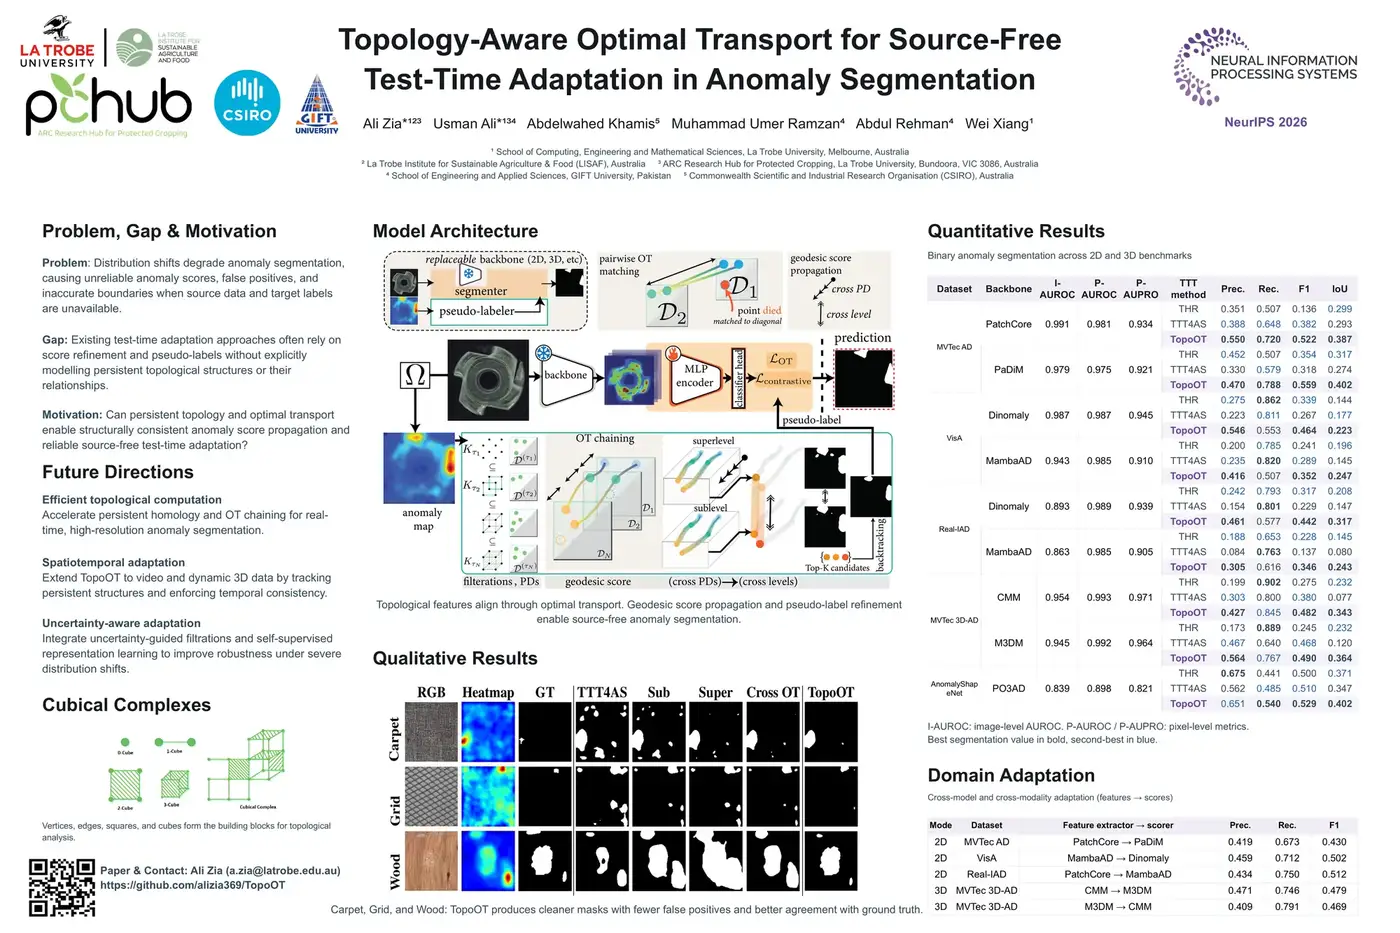 LA TROBE
UNIVERSITY
LA TROBE
INSTITUTE FOR
SUSTAINABLE
AGRICULTURE
AND FOOD
pchub
ARC Research Hub for Protected Cropping
CSIRO
GIFT
UNIVERSITY
Topology-Aware Optimal Transport for Source-Free
Test-Time Adaptation in Anomaly Segmentation
Ali Zia*¹²³ Usman Ali*¹³⁴ Abdelwahed Khamis⁵ Muhammad Umer Ramzan⁴ Abdul Rehman⁴ Wei Xiang¹
¹ School of Computing, Engineering and Mathematical Sciences, La Trobe University, Melbourne, Australia
² La Trobe Institute for Sustainable Agriculture & Food (LISAF), Australia ³ ARC Research Hub for Protected Cropping, La Trobe University, Bundoora, VIC 3086, Australia
⁴ School of Engineering and Applied Sciences, GIFT University, Pakistan ⁵ Commonwealth Scientific and Industrial Research Organisation (CSIRO), Australia
NEURAL INFORMATION
PROCESSING SYSTEMS
NeurIPS 2026
Problem, Gap & Motivation
Problem: Distribution shifts degrade anomaly segmentation,
causing unreliable anomaly scores, false positives, and
inaccurate boundaries when source data and target labels
are unavailable.
Gap: Existing test-time adaptation approaches often rely on
score refinement and pseudo-labels without explicitly
modelling persistent topological structures or their
relationships.
Motivation: Can persistent topology and optimal transport
enable structurally consistent anomaly score propagation and
reliable source-free test-time adaptation?
Future Directions
Efficient topological computation
Accelerate persistent homology and OT chaining for real-
time, high-resolution anomaly segmentation.
Spatiotemporal adaptation
Extend TopoOT to video and dynamic 3D data by tracking
persistent structures and enforcing temporal consistency.
Uncertainty-aware adaptation
Integrate uncertainty-guided filtrations and self-supervised
representation learning to improve robustness under severe
distribution shifts.
Cubical Complexes
0-Cube
1-Cube
2-Cube
3-Cube
Cubical Complex
Vertices, edges, squares, and cubes form the building blocks for topological
analysis.
Paper & Contact: Ali Zia (a.zia@latrobe.edu.au)
https://github.com/alizia369/TopoOT
Model Architecture
replaceable backbone (2D, 3D, etc)
segmenter
pseudo-labeler
pairwise OT
matching
D₁
D₂
point died
matched to diagonal
geodesic score
propagation
cross PD
cross level
prediction
Ω
backbone
MLP
encoder
classifier head
L_OT
L_contrastive
pseudo-label
anomaly
map
K_τ₁
D^(τ₁)
K_τ₂
D^(τ₂)
K_τN
D^(τN)
OT chaining
D₁
D₂
D_N
superlevel
sublevel
Top-K candidates
backtracking
filterations, PDs
geodesic score
(cross PDs)→(cross levels)
Topological features align through optimal transport. Geodesic score propagation and pseudo-label refinement
enable source-free anomaly segmentation.
Qualitative Results
RGB Heatmap GT TTT4AS Sub Super Cross OT TopoOT
Carpet
Grid
Wood
Carpet, Grid, and Wood: TopoOT produces cleaner masks with fewer false positives and better agreement with ground truth.
Quantitative Results
Binary anomaly segmentation across 2D and 3D benchmarks
Dataset Backbone I-AUROC P-AUROC P-AUPRO TTT method Prec. Rec. F1 IoU
MVTec AD PatchCore 0.991 0.981 0.934 THR 0.351 0.507 0.136 0.299
TTT4AS 0.388 0.648 0.382 0.293
TopoOT 0.550 0.720 0.522 0.387
PaDiM 0.979 0.975 0.921 THR 0.452 0.507 0.354 0.317
TTT4AS 0.330 0.579 0.318 0.274
TopoOT 0.470 0.788 0.559 0.402
VisA Dinomaly 0.987 0.987 0.945 THR 0.275 0.862 0.339 0.144
TTT4AS 0.223 0.811 0.267 0.177
TopoOT 0.546 0.553 0.464 0.223
MambaAD 0.943 0.985 0.910 THR 0.200 0.785 0.241 0.196
TTT4AS 0.235 0.820 0.289 0.145
TopoOT 0.416 0.507 0.352 0.247
Real-IAD Dinomaly 0.893 0.989 0.939 THR 0.242 0.793 0.317 0.208
TTT4AS 0.154 0.801 0.229 0.147
TopoOT 0.461 0.577 0.442 0.317
MambaAD 0.863 0.985 0.905 THR 0.188 0.653 0.228 0.145
TTT4AS 0.084 0.763 0.137 0.080
TopoOT 0.305 0.616 0.346 0.243
MVTec 3D-AD CMM 0.954 0.993 0.971 THR 0.199 0.902 0.275 0.232
TTT4AS 0.303 0.800 0.380 0.077
TopoOT 0.427 0.845 0.482 0.343
M3DM 0.945 0.992 0.964 THR 0.173 0.889 0.245 0.232
TTT4AS 0.467 0.640 0.468 0.120
TopoOT 0.564 0.767 0.490 0.364
AnomalyShapeNet PO3AD 0.839 0.898 0.821 THR 0.675 0.441 0.500 0.371
TTT4AS 0.562 0.485 0.510 0.347
TopoOT 0.651 0.540 0.529 0.402
I-AUROC: image-level AUROC. P-AUROC / P-AUPRO: pixel-level metrics.
Best segmentation value in bold, second-best in blue.
Domain Adaptation
Cross-model and cross-modality adaptation (features → scores)
Mode Dataset Feature extractor → scorer Prec. Rec. F1
2D MVTec AD PatchCore → PaDiM 0.419 0.673 0.430
2D VisA MambaAD → Dinomaly 0.459 0.712 0.502
2D Real-IAD PatchCore → MambaAD 0.434 0.750 0.512
3D MVTec 3D-AD CMM → M3DM 0.471 0.746 0.479
3D MVTec 3D-AD M3DM → CMM 0.409 0.791 0.469